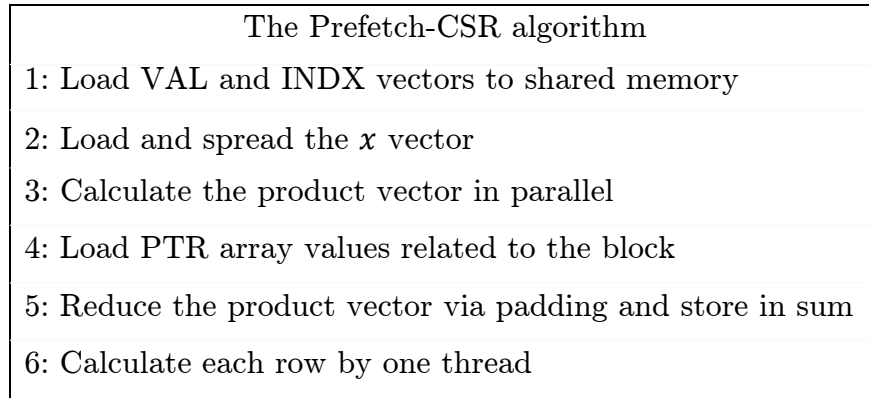 The Prefetch-CSR algorithm
1: Load VAL and INDX vectors to shared memory
2: Load and spread the x vector
3: Calculate the product vector in parallel
4: Load PTR array values related to the block
5: Reduce the product vector via padding and store in sum
6: Calculate each row by one thread